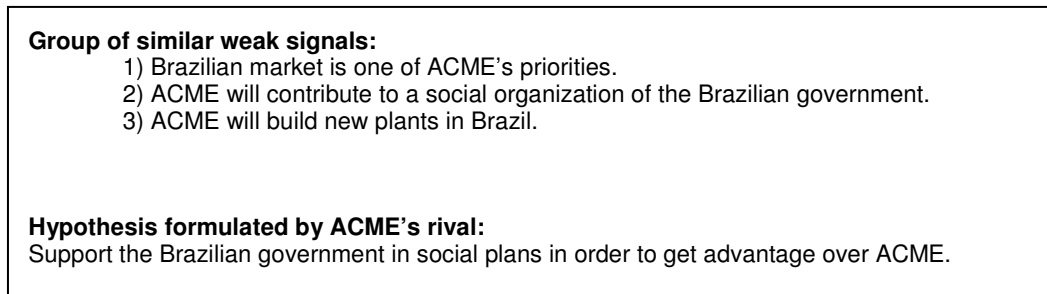 Group of similar weak signals:
1) Brazilian market is one of ACME's priorities.
2) ACME will contribute to a social organization of the Brazilian government.
3) ACME will build new plants in Brazil.
Hypothesis formulated by ACME's rival:
Support the Brazilian government in social plans in order to get advantage over ACME.